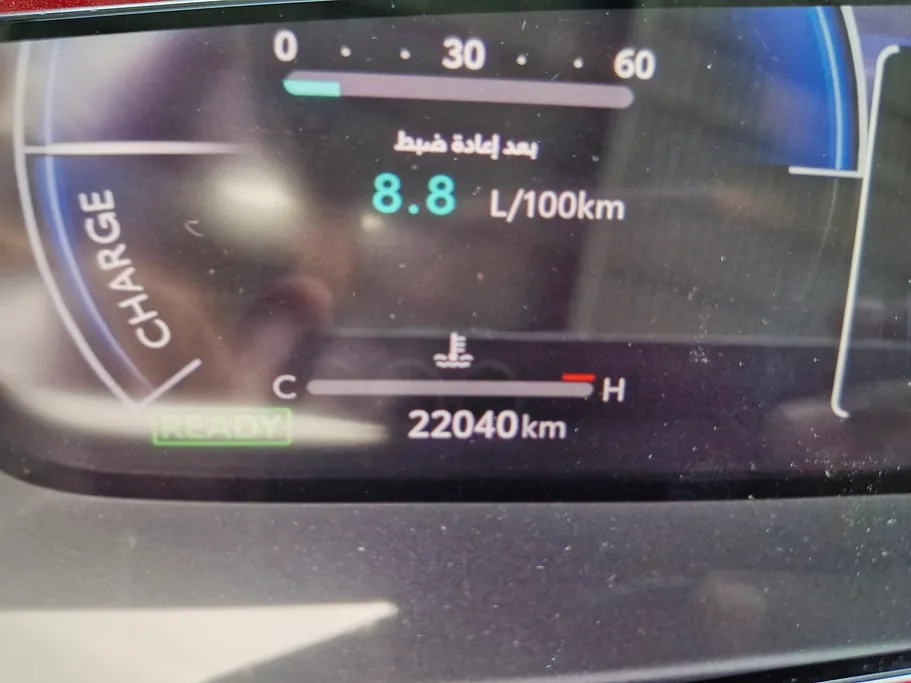 0 30 60
بعد إعادة ضبط
8.8 L/100km
CHARGE
C H
READY
22040km